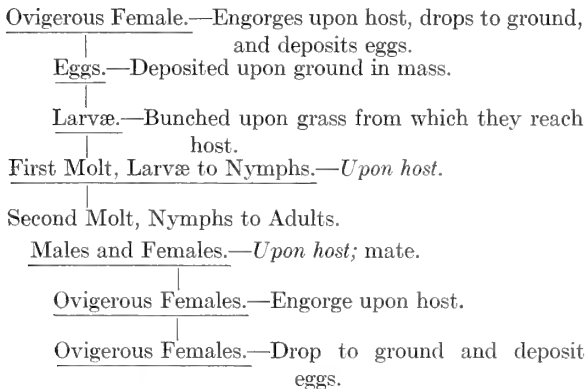 Ovigerous Female.—Engorges upon host, drops to ground,
and deposits eggs.
Eggs.—Deposited upon ground in mass.
Larvæ.—Bunched upon grass from which they reach
host.
First Molt, Larvæ to Nymphs.—Upon host.
Second Molt, Nymphs to Adults.
Males and Females.—Upon host; mate.
Ovigerous Females.—Engorge upon host.
Ovigerous Females.—Drop to ground and deposit
eggs.